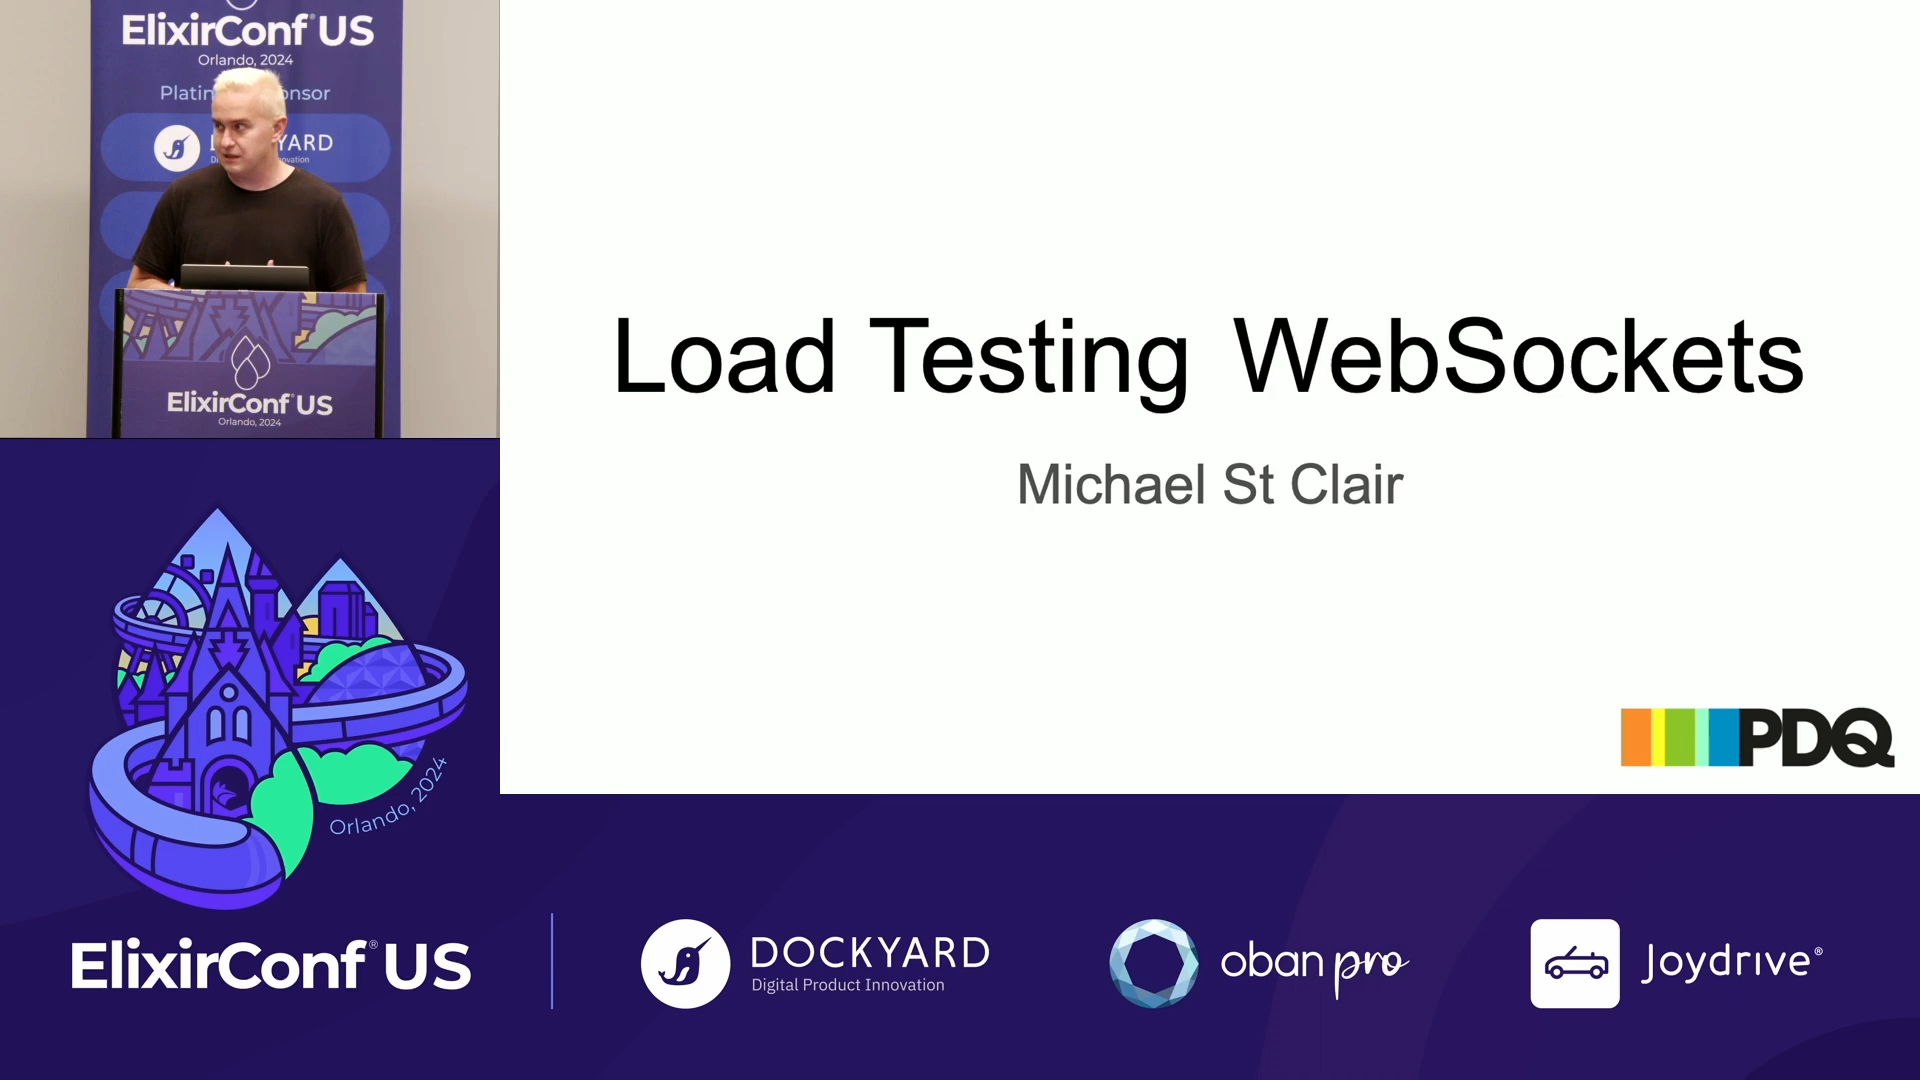 ElixirConf® US
Orlando, 2024
YARD
ElixirConf® US
Orlando, 2024
Load Testing WebSockets
Michael St Clair
PDQ
Orlando, 2024
ElixirConf® US
DOCKYARD
Digital Product Innovation
oban pro
Joydrive®